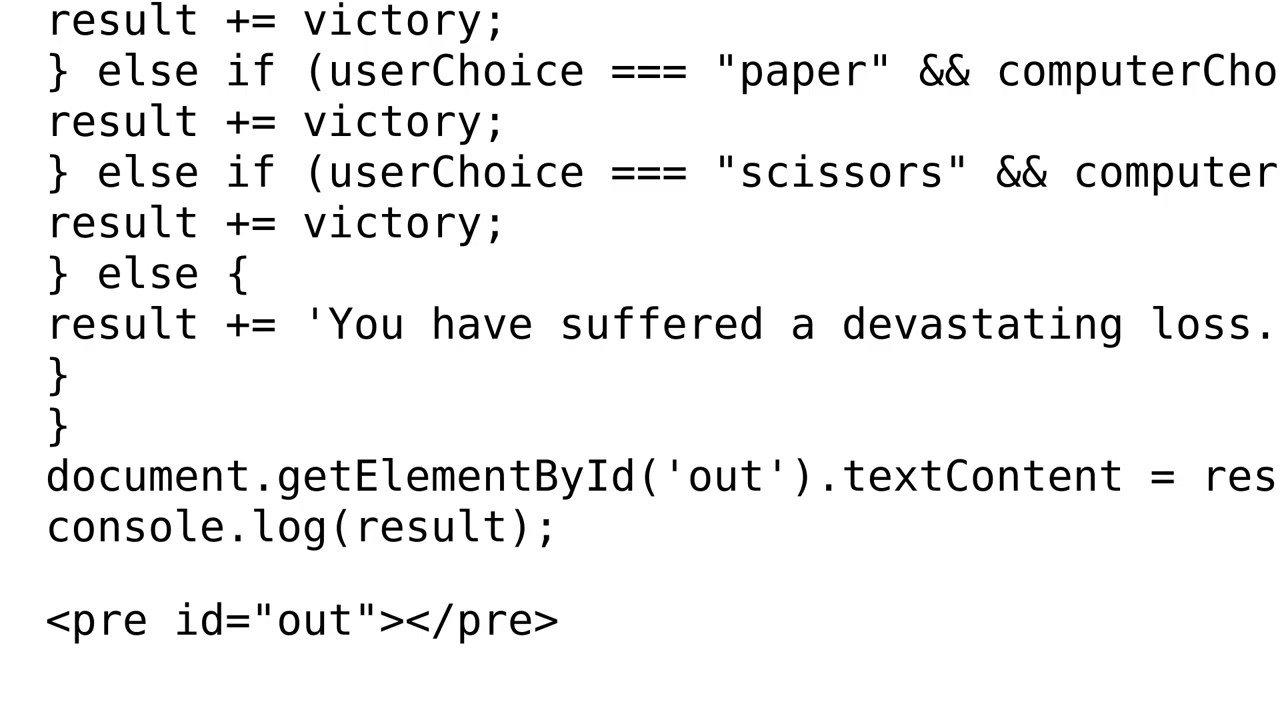 result += victory;
} else if (userChoice === "paper" && computerCho
result += victory;
} else if (userChoice === "scissors" && computer
result += victory;
} else {
result += 'You have suffered a devastating loss.
}
}
document.getElementById('out').textContent = res
console.log(result);
<pre id="out"></pre>